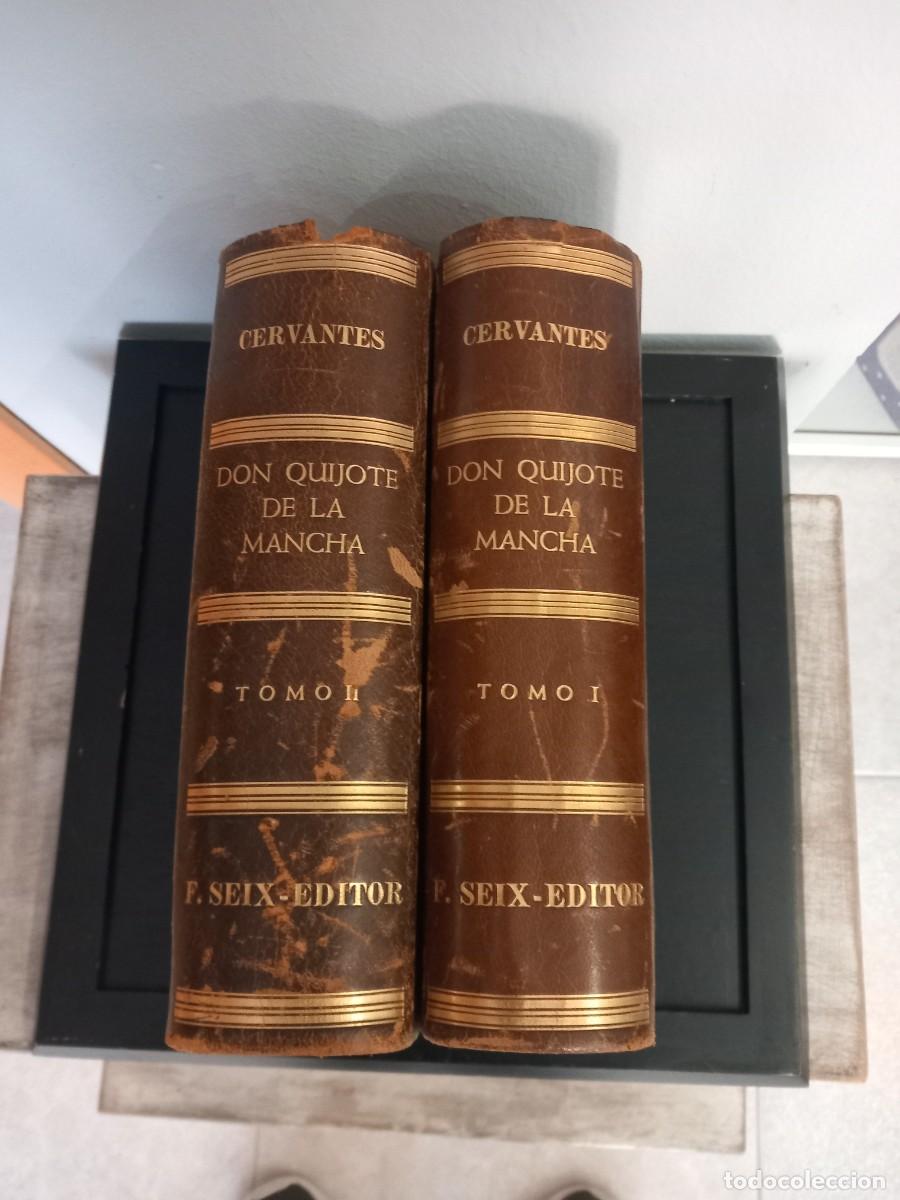 CERVANTES
DON QUIJOTE
DE LA
MANCHA
TOMO II
F. SEIX-EDITOR
CERVANTES
DON QUIJOTE
DE LA
MANCHA
TOMO I
F. SEIX-EDITOR
todocoleccion